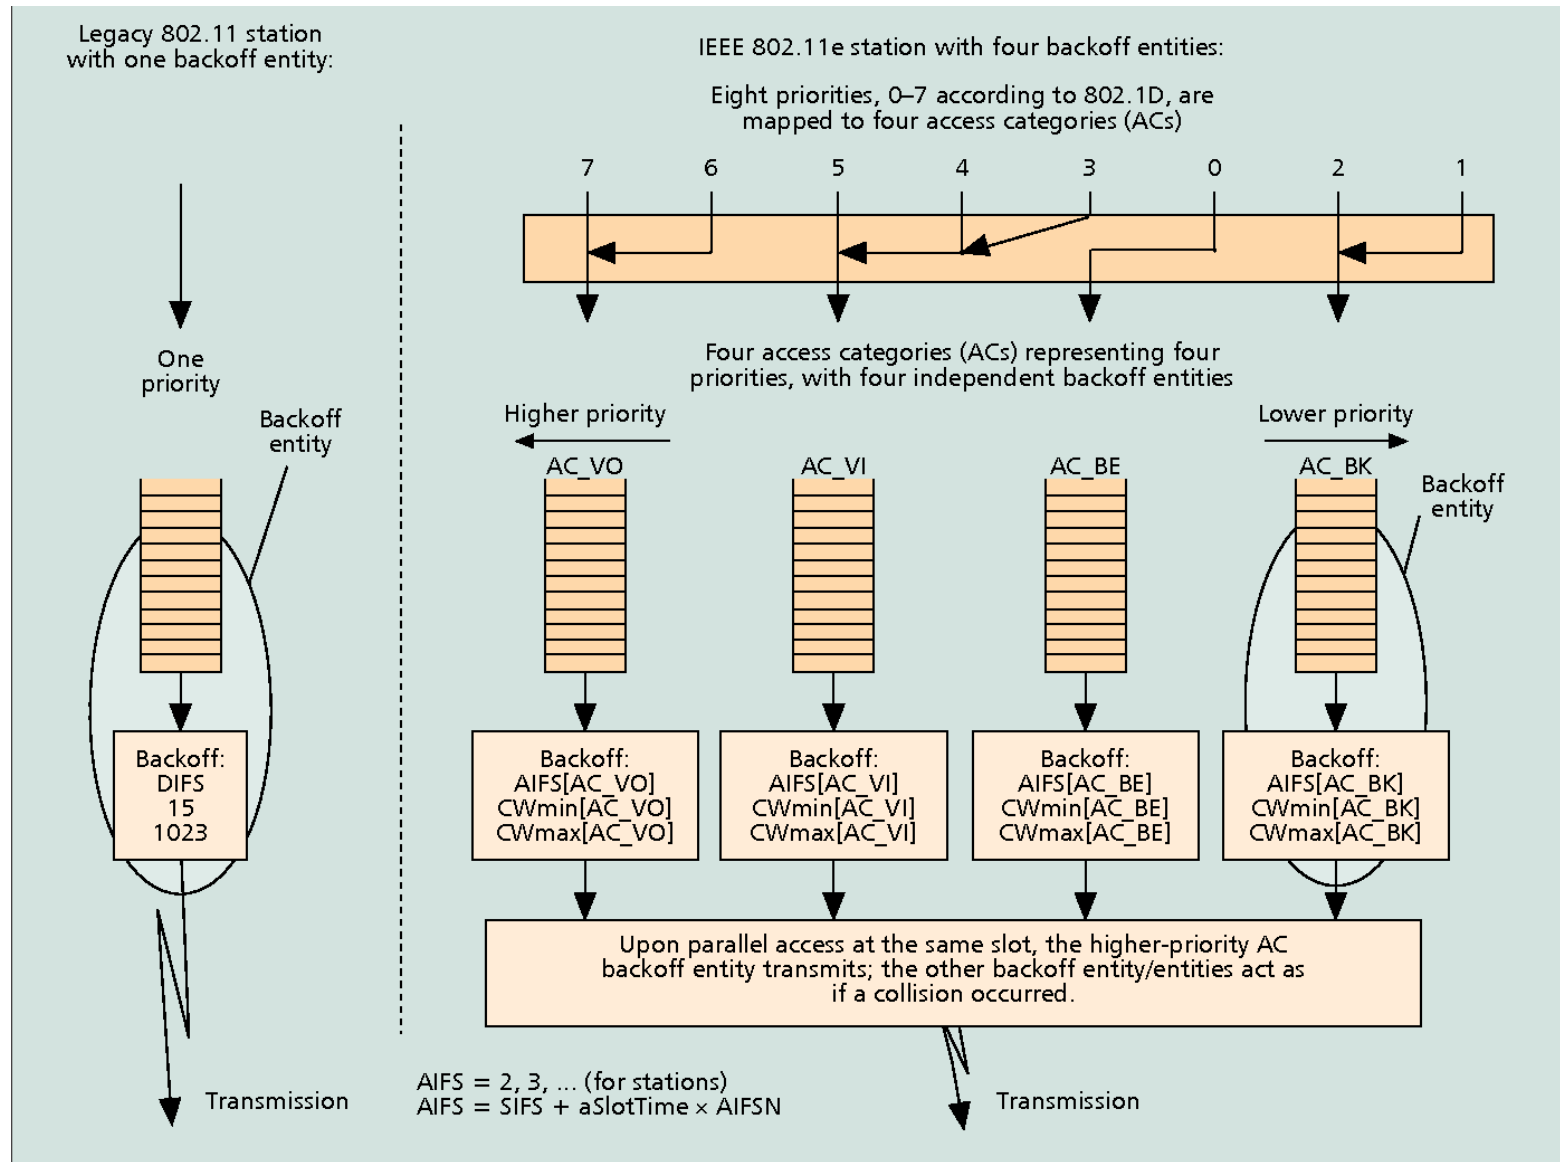 Legacy 802.11 station
with one backoff entity:
IEEE 802.11e station with four backoff entities:
Eight priorities, 0–7 according to 802.1D, are
mapped to four access categories (ACs)
7 6 5 4 3 0 2 1
One
priority
Backoff
entity
Four access categories (ACs) representing four
priorities, with four independent backoff entities
Higher priority
Lower priority
AC_VO AC_VI AC_BE AC_BK
Backoff
entity
Backoff:
DIFS
15
1023
Backoff:
AIFS[AC_VO]
CWmin[AC_VO]
CWmax[AC_VO]
Backoff:
AIFS[AC_VI]
CWmin[AC_VI]
CWmax[AC_VI]
Backoff:
AIFS[AC_BE]
CWmin[AC_BE]
CWmax[AC_BE]
Backoff:
AIFS[AC_BK]
CWmin[AC_BK]
CWmax[AC_BK]
Upon parallel access at the same slot, the higher-priority AC
backoff entity transmits; the other backoff entity/entities act as
if a collision occurred.
Transmission
AIFS = 2, 3, ... (for stations)
AIFS = SIFS + aSlotTime × AIFSN
Transmission